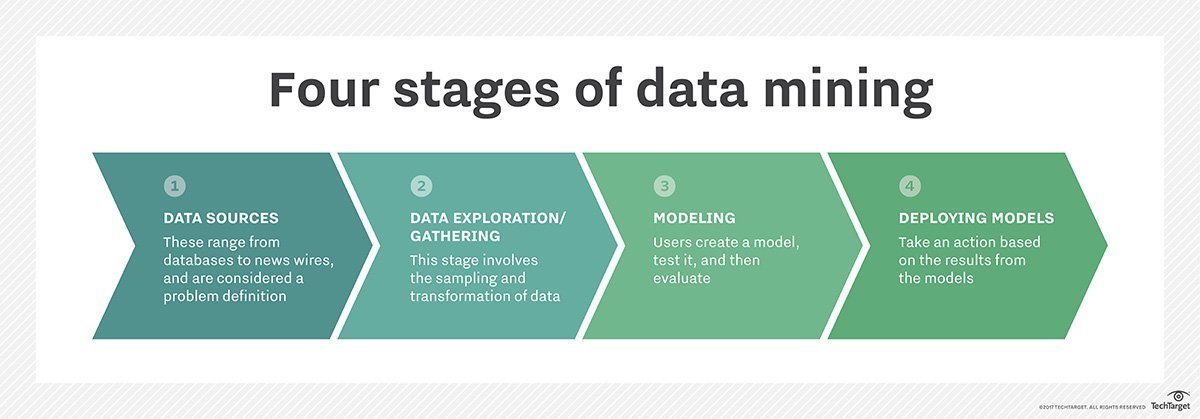 Four stages of data mining
1
DATA SOURCES
These range from
databases to news wires,
and are considered a
problem definition
2
DATA EXPLORATION/
GATHERING
This stage involves
the sampling and
transformation of data
3
MODELING
Users create a model,
test it, and then
evaluate
4
DEPLOYING MODELS
Take an action based
on the results from
the models
©2017 TECHTARGET. ALL RIGHTS RESERVED
TechTarget